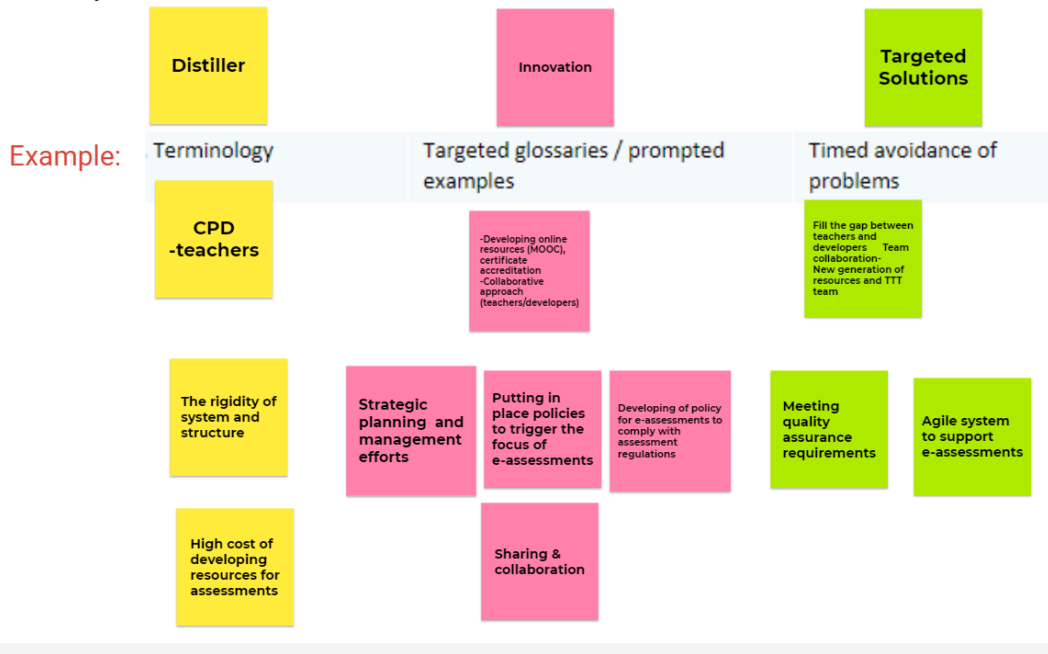 Distiller
Innovation
Targeted
Solutions
Example:
Terminology
Targeted glossaries / prompted
examples
Timed avoidance of
problems
CPD
-teachers
-Developing online
resources (MOOC),
certificate
accreditation
-Collaborative
approach
(teachers/developers)
Fill the gap between
teachers and
developers Team
collaboration-
New generation of
resources and TTT
team
The rigidity of
system and
structure
Strategic
planning and
management
efforts
Putting in
place policies
to trigger the
focus of
e-assessments
Developing of policy
for e-assessments to
comply with
assessment
regulations
Meeting
quality
assurance
requirements
Agile system
to support
e-assessments
High cost of
developing
resources for
assessments
Sharing &
collaboration